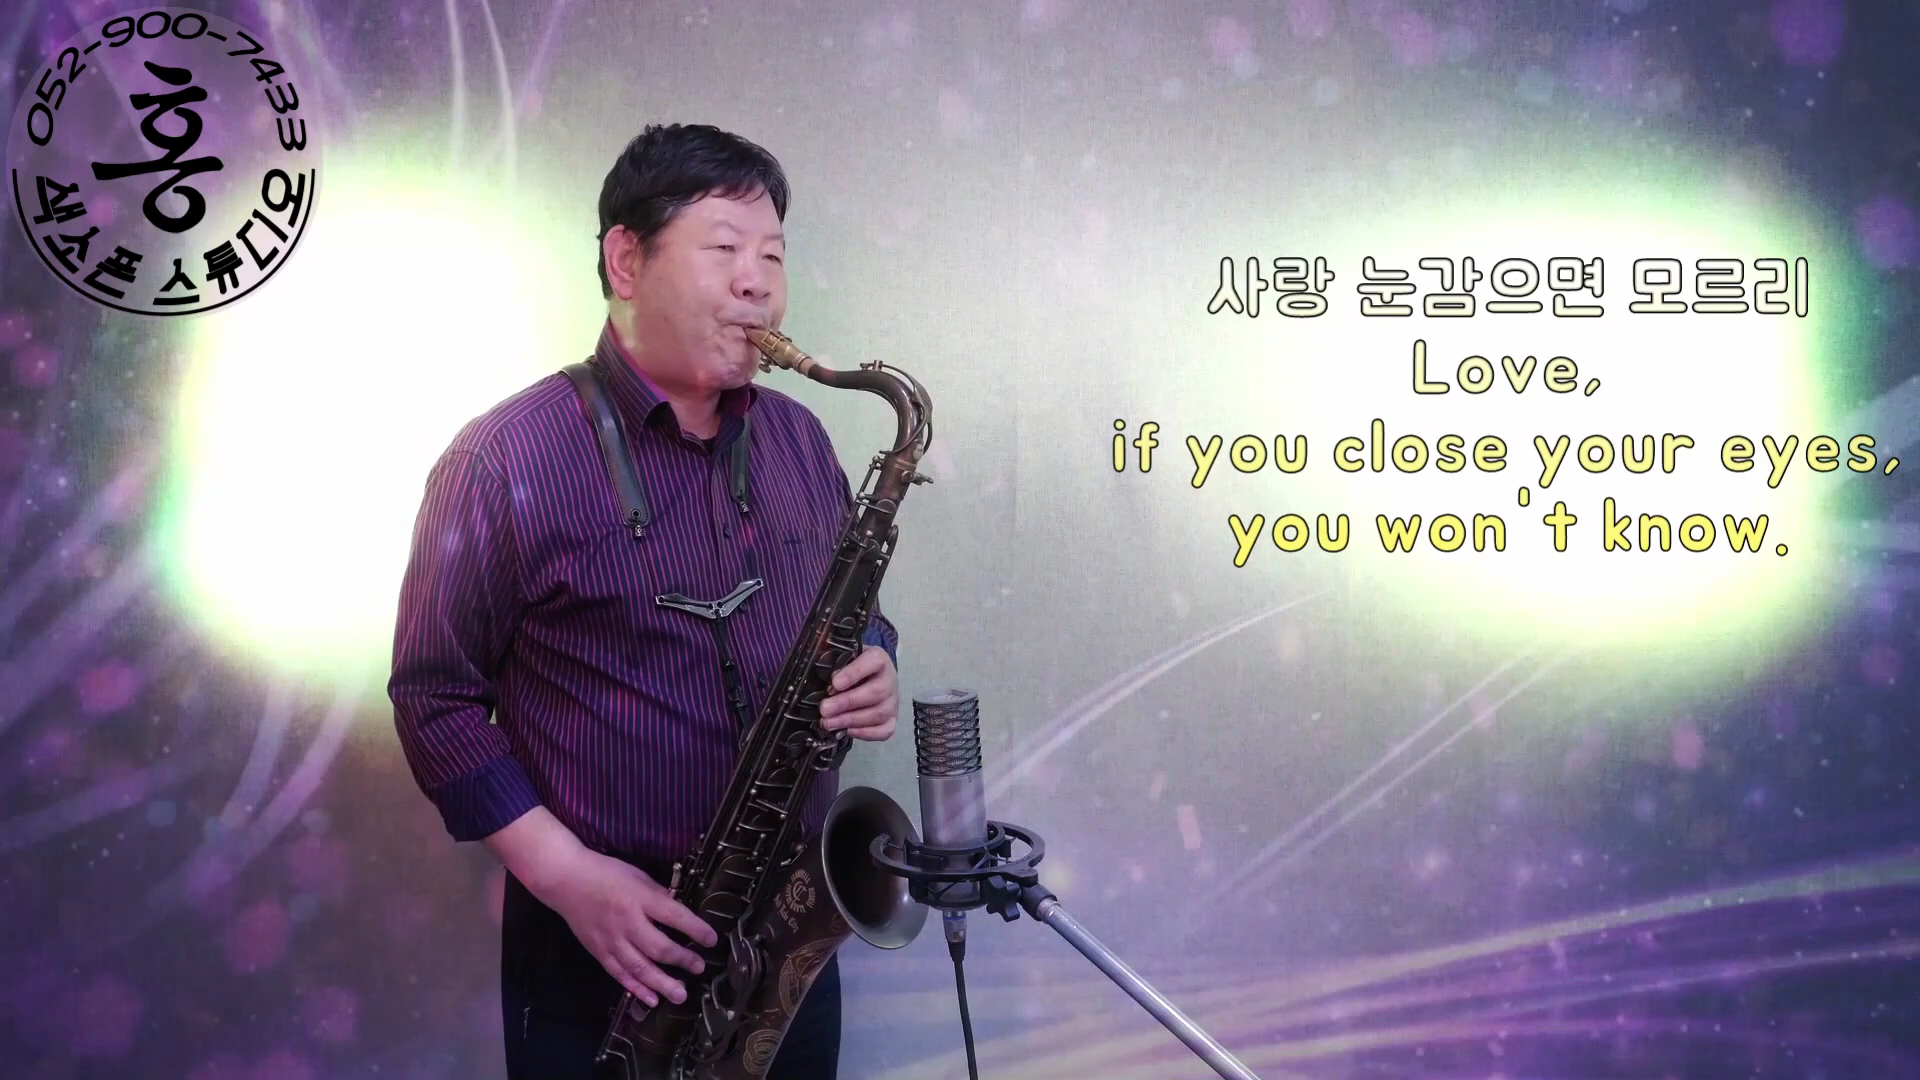 052-900-7433
홍
색소폰 스튜디오
사랑 눈감으면 모르리
Love,
if you close your eyes,
you won't know.